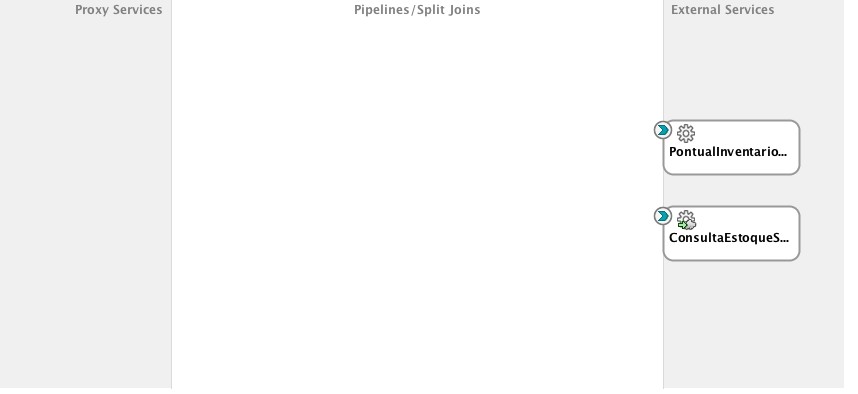 Proxy Services
Pipelines/Split Joins
External Services
PontualInventario...
ConsultaEstoqueS...